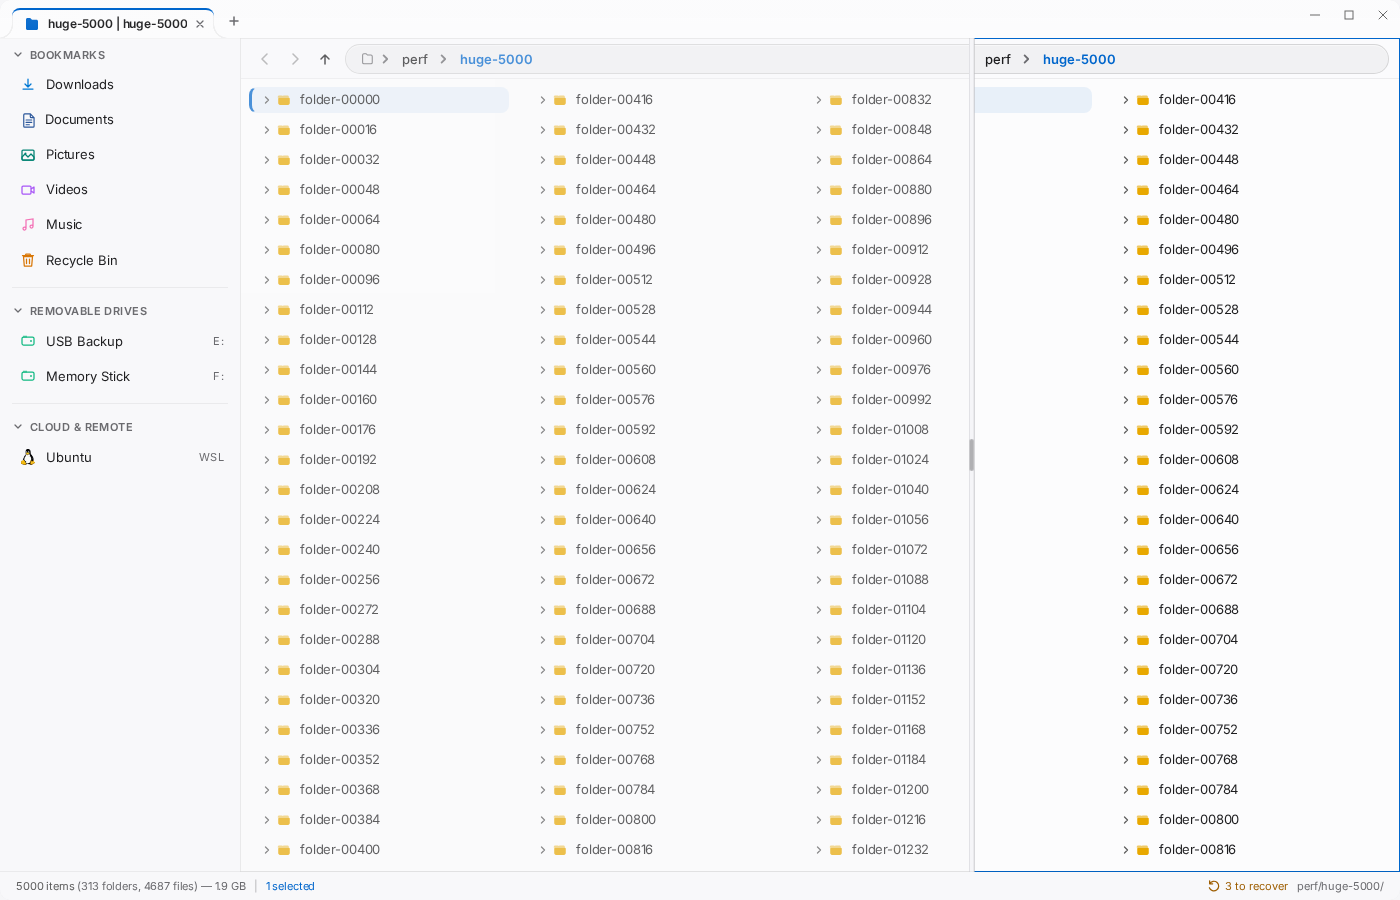 huge-5000 | huge-5000
BOOKMARKS
Downloads
Documents
Pictures
Videos
Music
Recycle Bin
REMOVABLE DRIVES
USB Backup E:
Memory Stick F:
CLOUD & REMOTE
Ubuntu WSL
perf huge-5000
folder-00000
folder-00016
folder-00032
folder-00048
folder-00064
folder-00080
folder-00096
folder-00112
folder-00128
folder-00144
folder-00160
folder-00176
folder-00192
folder-00208
folder-00224
folder-00240
folder-00256
folder-00272
folder-00288
folder-00304
folder-00320
folder-00336
folder-00352
folder-00368
folder-00384
folder-00400
folder-00416
folder-00432
folder-00448
folder-00464
folder-00480
folder-00496
folder-00512
folder-00528
folder-00544
folder-00560
folder-00576
folder-00592
folder-00608
folder-00624
folder-00640
folder-00656
folder-00672
folder-00688
folder-00704
folder-00720
folder-00736
folder-00752
folder-00768
folder-00784
folder-00800
folder-00816
folder-00832
folder-00848
folder-00864
folder-00880
folder-00896
folder-00912
folder-00928
folder-00944
folder-00960
folder-00976
folder-00992
folder-01008
folder-01024
folder-01040
folder-01056
folder-01072
folder-01088
folder-01104
folder-01120
folder-01136
folder-01152
folder-01168
folder-01184
folder-01200
folder-01216
folder-01232
perf huge-5000
folder-00416
folder-00432
folder-00448
folder-00464
folder-00480
folder-00496
folder-00512
folder-00528
folder-00544
folder-00560
folder-00576
folder-00592
folder-00608
folder-00624
folder-00640
folder-00656
folder-00672
folder-00688
folder-00704
folder-00720
folder-00736
folder-00752
folder-00768
folder-00784
folder-00800
folder-00816
5000 items (313 folders, 4687 files) — 1.9 GB | 1 selected
3 to recover perf/huge-5000/